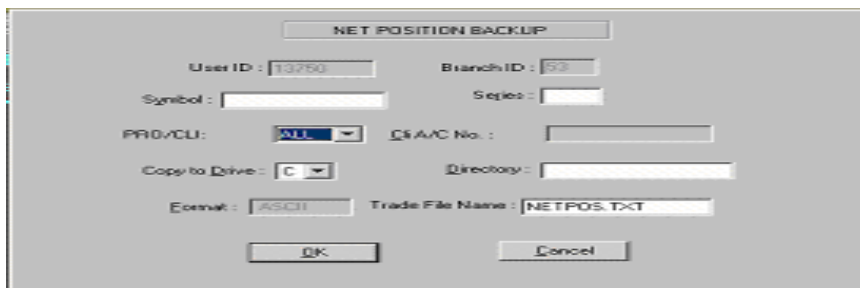 NET POSITION BACKUP
User ID : 13750 Branch ID : 53
Symbol : Series :
PRO/CLI: ALL Cli A/C No. :
Copy to Drive : C Directory :
Format : ASCII Trade File Name : NETPOS.TXT
OK Cancel